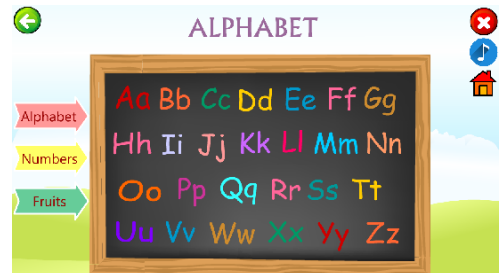 ALPHABET
Alphabet
Numbers
Fruits
Aa Bb Cc Dd Ee Ff Gg
Hh Ii Jj Kk Ll Mm Nn
Oo Pp Qq Rr Ss Tt
Uu Vv Ww Xx Yy Zz